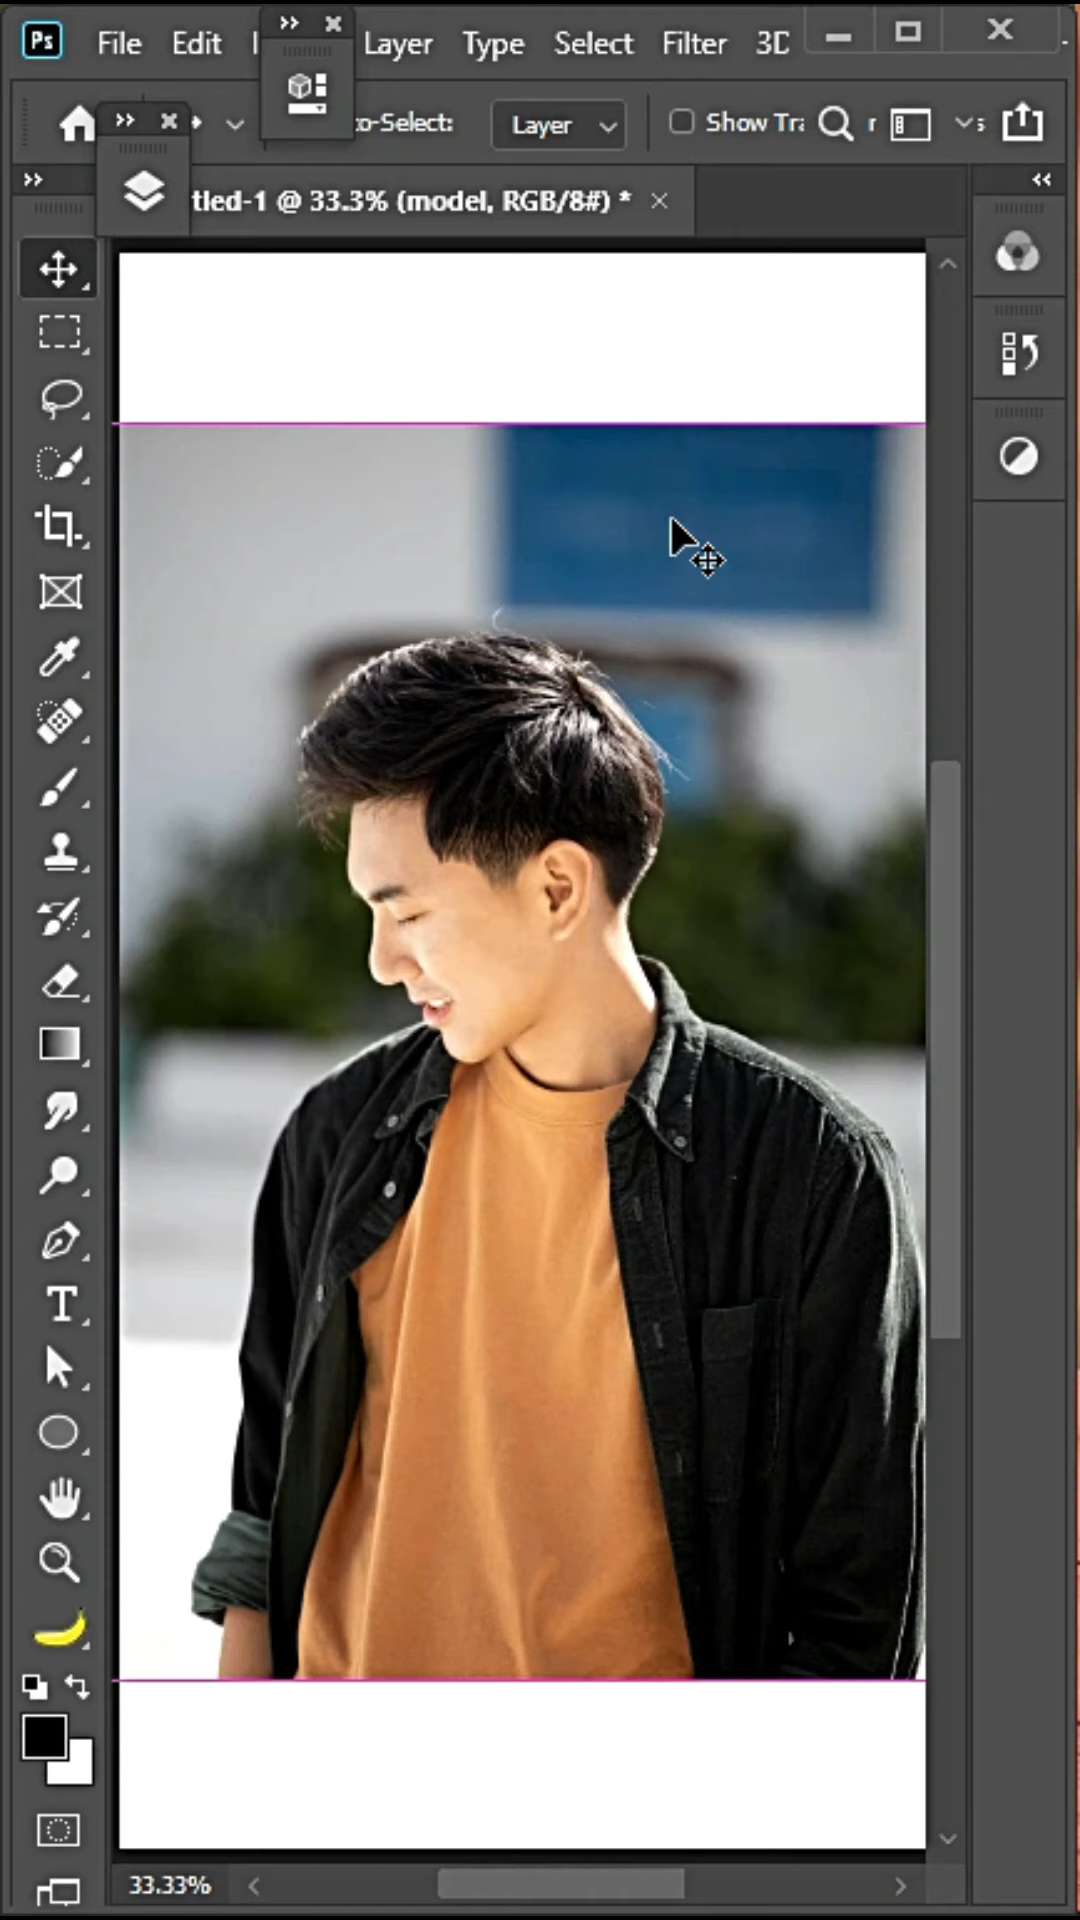 Ps File Edit Layer Type Select Filter 3D
o-Select: Layer Show Tra
tled-1 @ 33.3% (model, RGB/8#) *
T
33.33%